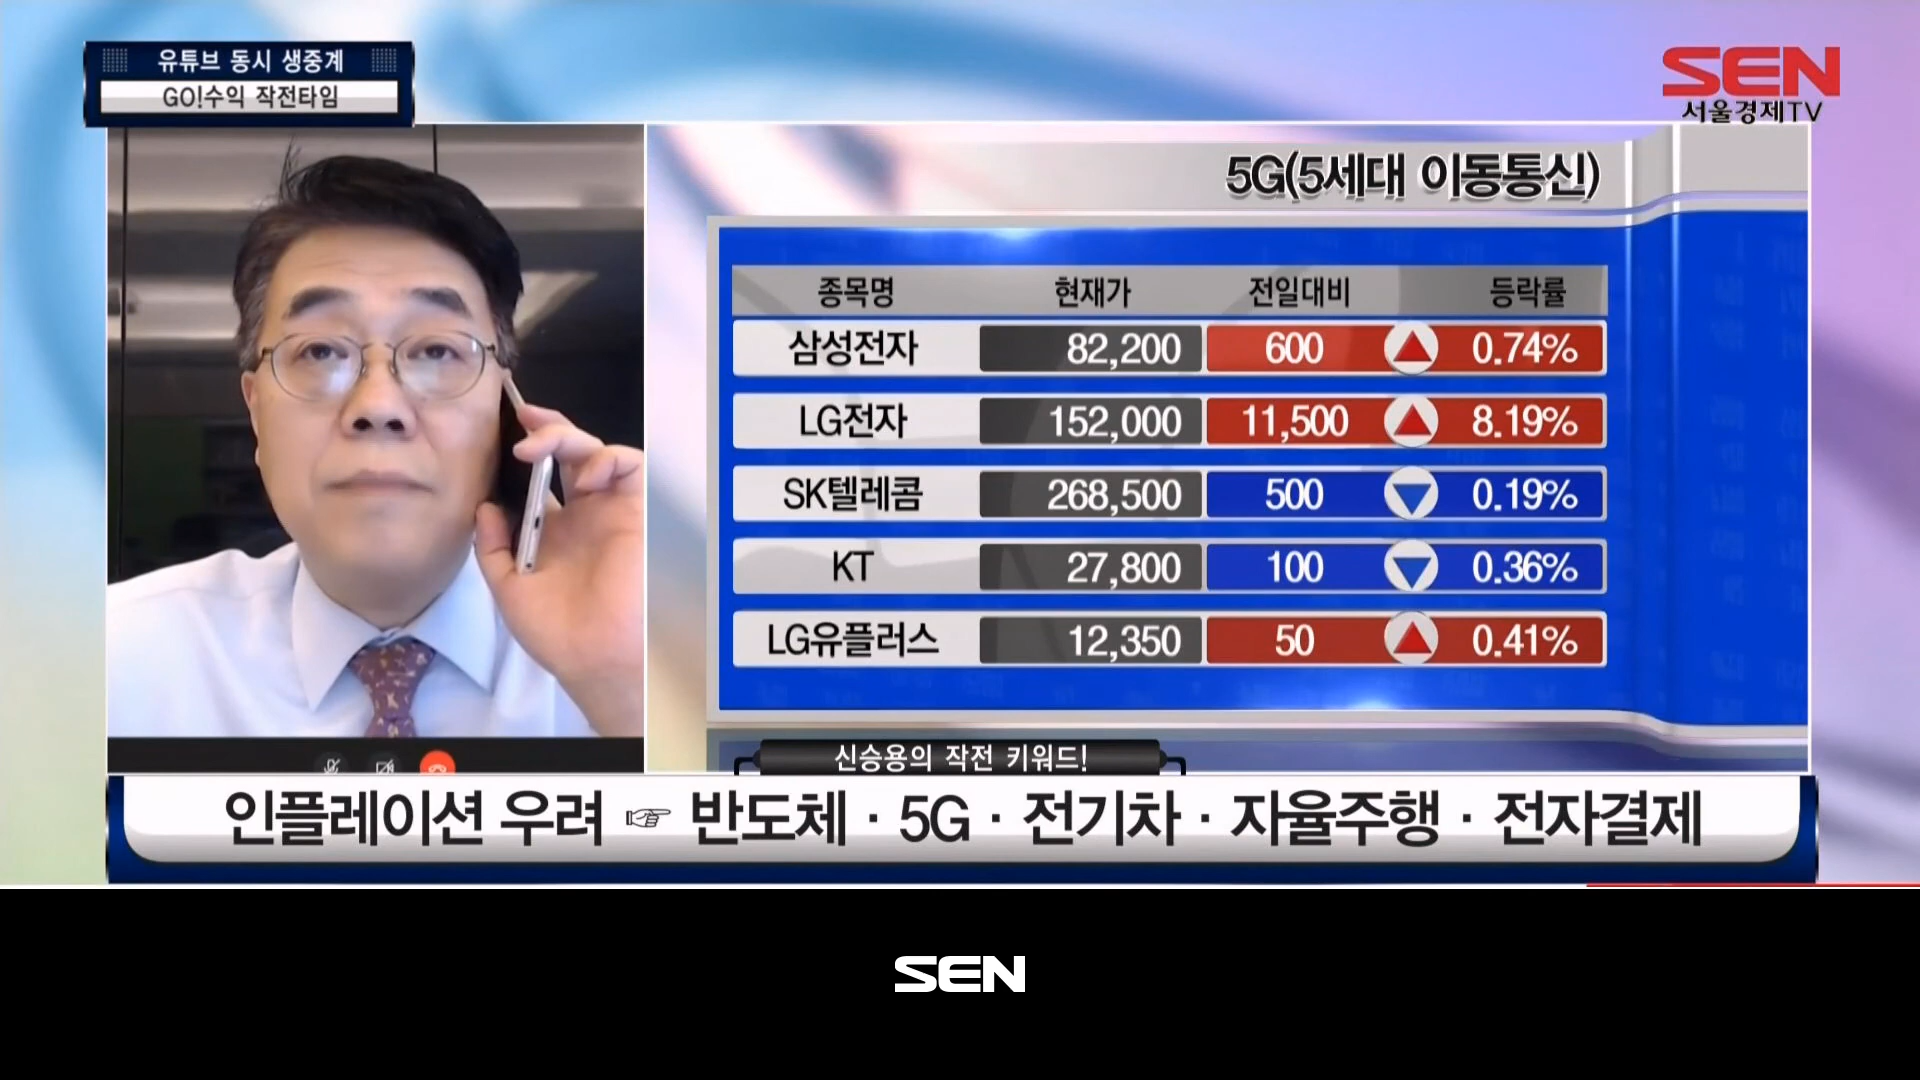 유튜브 동시 생중계
GO!수익 작전타임
SEN
서울경제TV
5G(5세대 이동통신)
종목명 현재가 전일대비 등락률
삼성전자 82,200 600 ▲ 0.74%
LG전자 152,000 11,500 ▲ 8.19%
SK텔레콤 268,500 500 ▼ 0.19%
KT 27,800 100 ▼ 0.36%
LG유플러스 12,350 50 ▲ 0.41%
신승용의 작전 키워드!
인플레이션 우려 ☞ 반도체 · 5G · 전기차 · 자율주행 · 전자결제
SEN